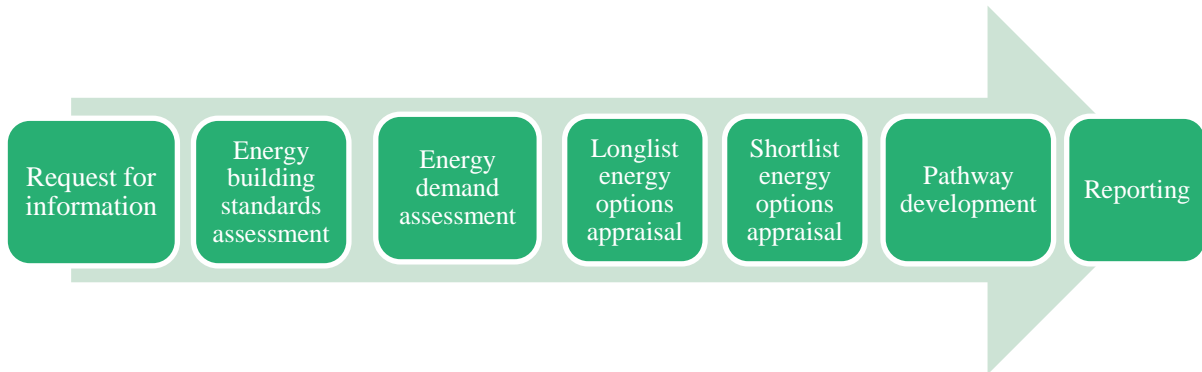 Request for
information
Energy
building
standards
assessment
Energy
demand
assessment
Longlist
energy
options
appraisal
Shortlist
energy
options
appraisal
Pathway
development
Reporting